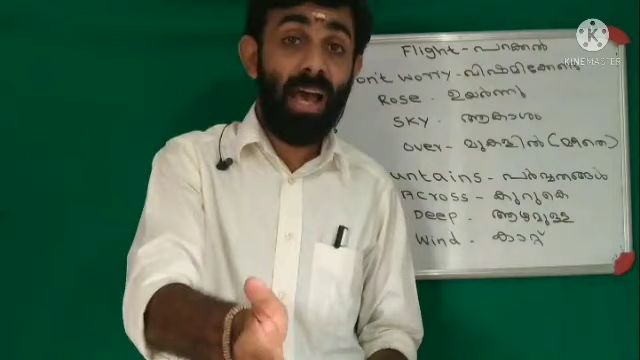 Flight - പറക്കൽ
KINEMASTER
Don't worry - വിഷമിക്കേണ്ട
Rose - ഉയർന്നു
SKY - ആകാശം
over - മുകളിൽ (മീതെ)
untains - പർവ്വതങ്ങൾ
Across - കുറുകെ
Deep - ആഴമുള്ള
Wind - കാറ്റ്